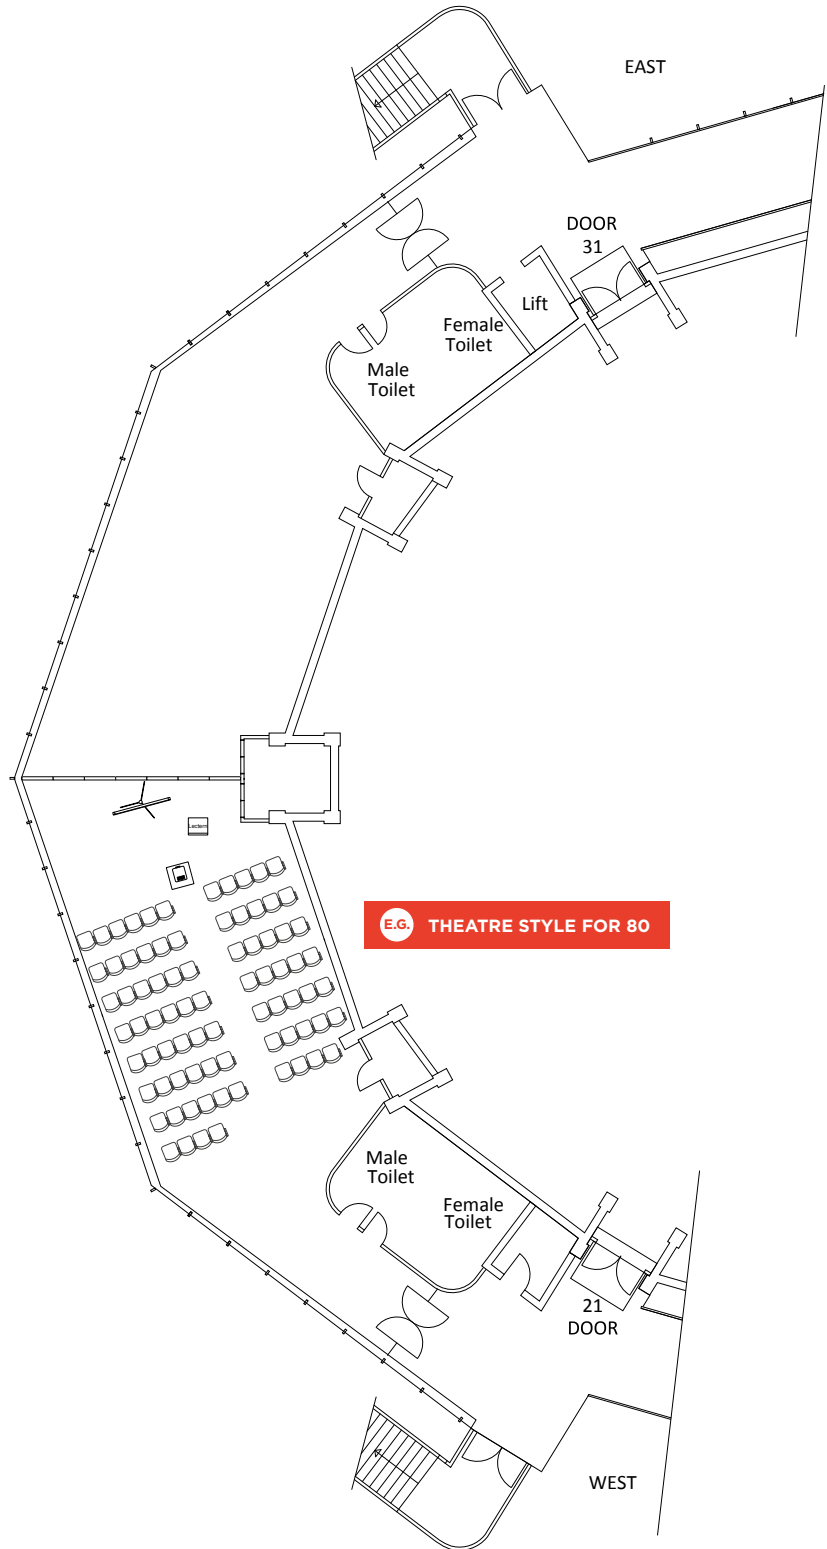 EAST
DOOR
31
Lift
Female
Toilet
Male
Toilet
Lectern
E.G. THEATRE STYLE FOR 80
Male
Toilet
Female
Toilet
21
DOOR
WEST